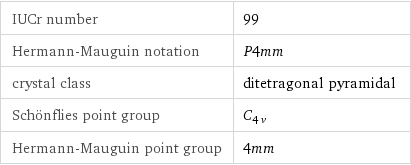 IUCr number 99
Hermann-Mauguin notation P4mm
crystal class ditetragonal pyramidal
Schönflies point group C4v
Hermann-Mauguin point group 4mm